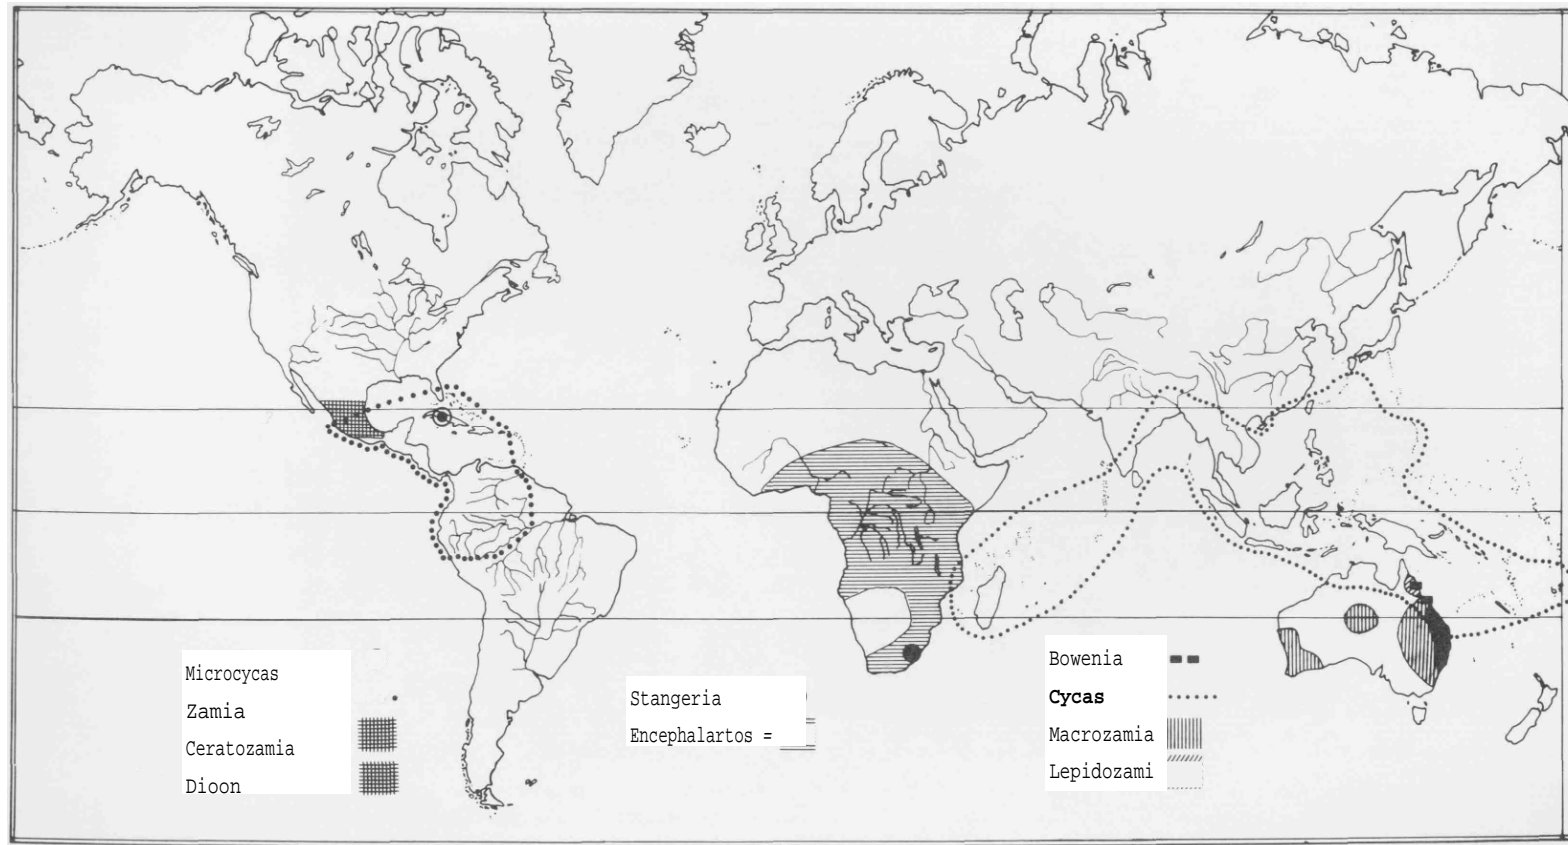 Microcycas
Zamia
Ceratozamia
Dioon
Stangeria
Encephalartos =
Bowenia
Cycas
Macrozamia
Lepidozami